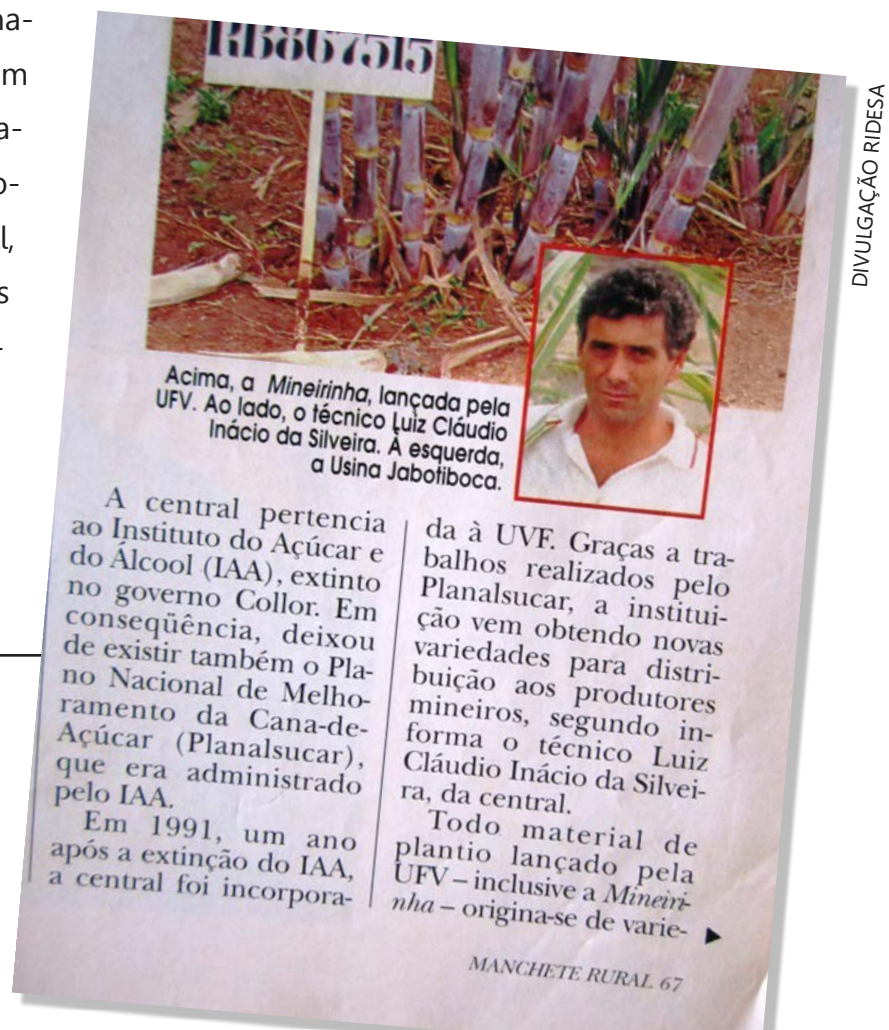 RB867515
Acima, a Mineirinha, lançada pela
UFV. Ao lado, o técnico Luiz Cláudio
Inácio da Silveira. À esquerda,
a Usina Jabotiboca.
A central pertencia
ao Instituto do Açúcar e
do Álcool (IAA), extinto
no governo Collor. Em
conseqüência, deixou
de existir também o Pla-
no Nacional de Melho-
ramento da Cana-de-
Açúcar (Planalsucar),
que era administrado
pelo IAA.
Em 1991, um ano
após a extinção do IAA,
a central foi incorpora-
da à UVF. Graças a tra-
balhos realizados pelo
Planalsucar, a institui-
ção vem obtendo novas
variedades para distri-
buição aos produtores
mineiros, segundo in-
forma o técnico Luiz
Cláudio Inácio da Silvei-
ra, da central.
Todo material de
plantio lançado pela
UFV – inclusive a Mineiri-
nha – origina-se de varie-
MANCHETE RURAL 67
DIVULGAÇÃO RIDESA